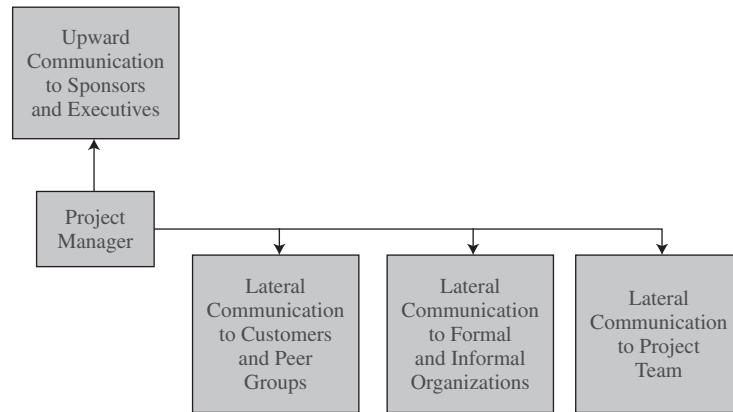 Upward
Communication
to Sponsors
and Executives
Project
Manager
Lateral
Communication
to Customers
and Peer
Groups
Lateral
Communication
to Formal
and Informal
Organizations
Lateral
Communication
to Project
Team